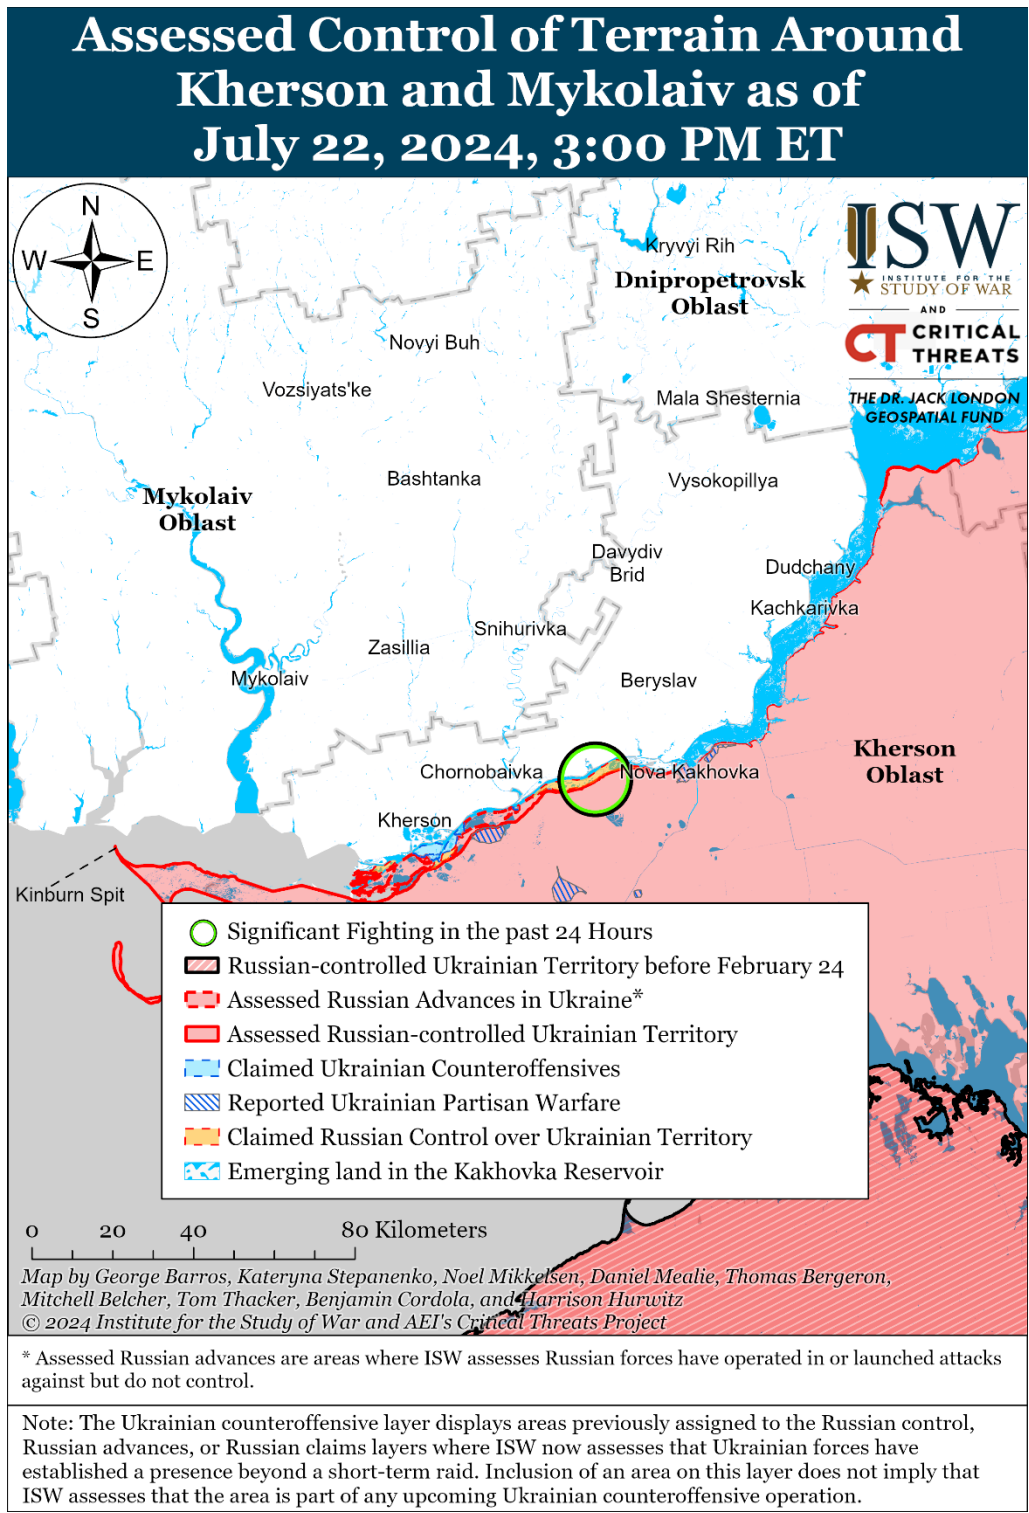 Assessed Control of Terrain Around
Kherson and Mykolaiv as of
July 22, 2024, 3:00 PM ET
N
W
E
S
Kryvyi Rih
Dnipropetrovsk
Oblast
ISW
INSTITUTE FOR THE
STUDY OF WAR
AND
CT CRITICAL
THREATS
THE DR. JACK LONDON
GEOSPATIAL FUND
Novyi Buh
Vozsiyats'ke
Mala Shesternia
Bashtanka
Vysokopillya
Mykolaiv
Oblast
Davydiv
Brid
Dudchany
Kachkarivka
Snihurivka
Zasillia
Mykolaiv
Beryslav
Kherson
Oblast
Chornobaivka
Nova Kakhovka
Kherson
Kinburn Spit
Significant Fighting in the past 24 Hours
Russian-controlled Ukrainian Territory before February 24
Assessed Russian Advances in Ukraine*
Assessed Russian-controlled Ukrainian Territory
Claimed Ukrainian Counteroffensives
Reported Ukrainian Partisan Warfare
Claimed Russian Control over Ukrainian Territory
Emerging land in the Kakhovka Reservoir
0 20 40 80 Kilometers
Map by George Barros, Kateryna Stepanenko, Noel Mikkelsen, Daniel Mealie, Thomas Bergeron,
Mitchell Belcher, Tom Thacker, Benjamin Cordola, and Harrison Hurwitz
© 2024 Institute for the Study of War and AEI's Critical Threats Project
* Assessed Russian advances are areas where ISW assesses Russian forces have operated in or launched attacks
against but do not control.
Note: The Ukrainian counteroffensive layer displays areas previously assigned to the Russian control,
Russian advances, or Russian claims layers where ISW now assesses that Ukrainian forces have
established a presence beyond a short-term raid. Inclusion of an area on this layer does not imply that
ISW assesses that the area is part of any upcoming Ukrainian counteroffensive operation.